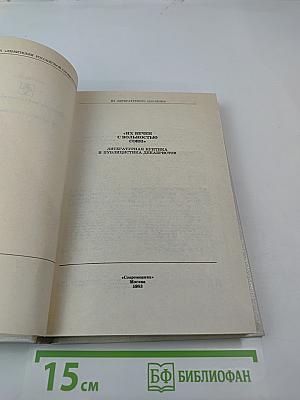 ИЗ ЛИТЕРАТУРНОГО НАСЛЕДИЯ
«ИХ ВЕЧЕН
С ВОЛЬНОСТЬЮ
СОЮЗ»
ЛИТЕРАТУРНАЯ КРИТИКА
И ПУБЛИЦИСТИКА ДЕКАБРИСТОВ
«Современник»
Москва
1983
15 см
БФ БИБЛИОФАН